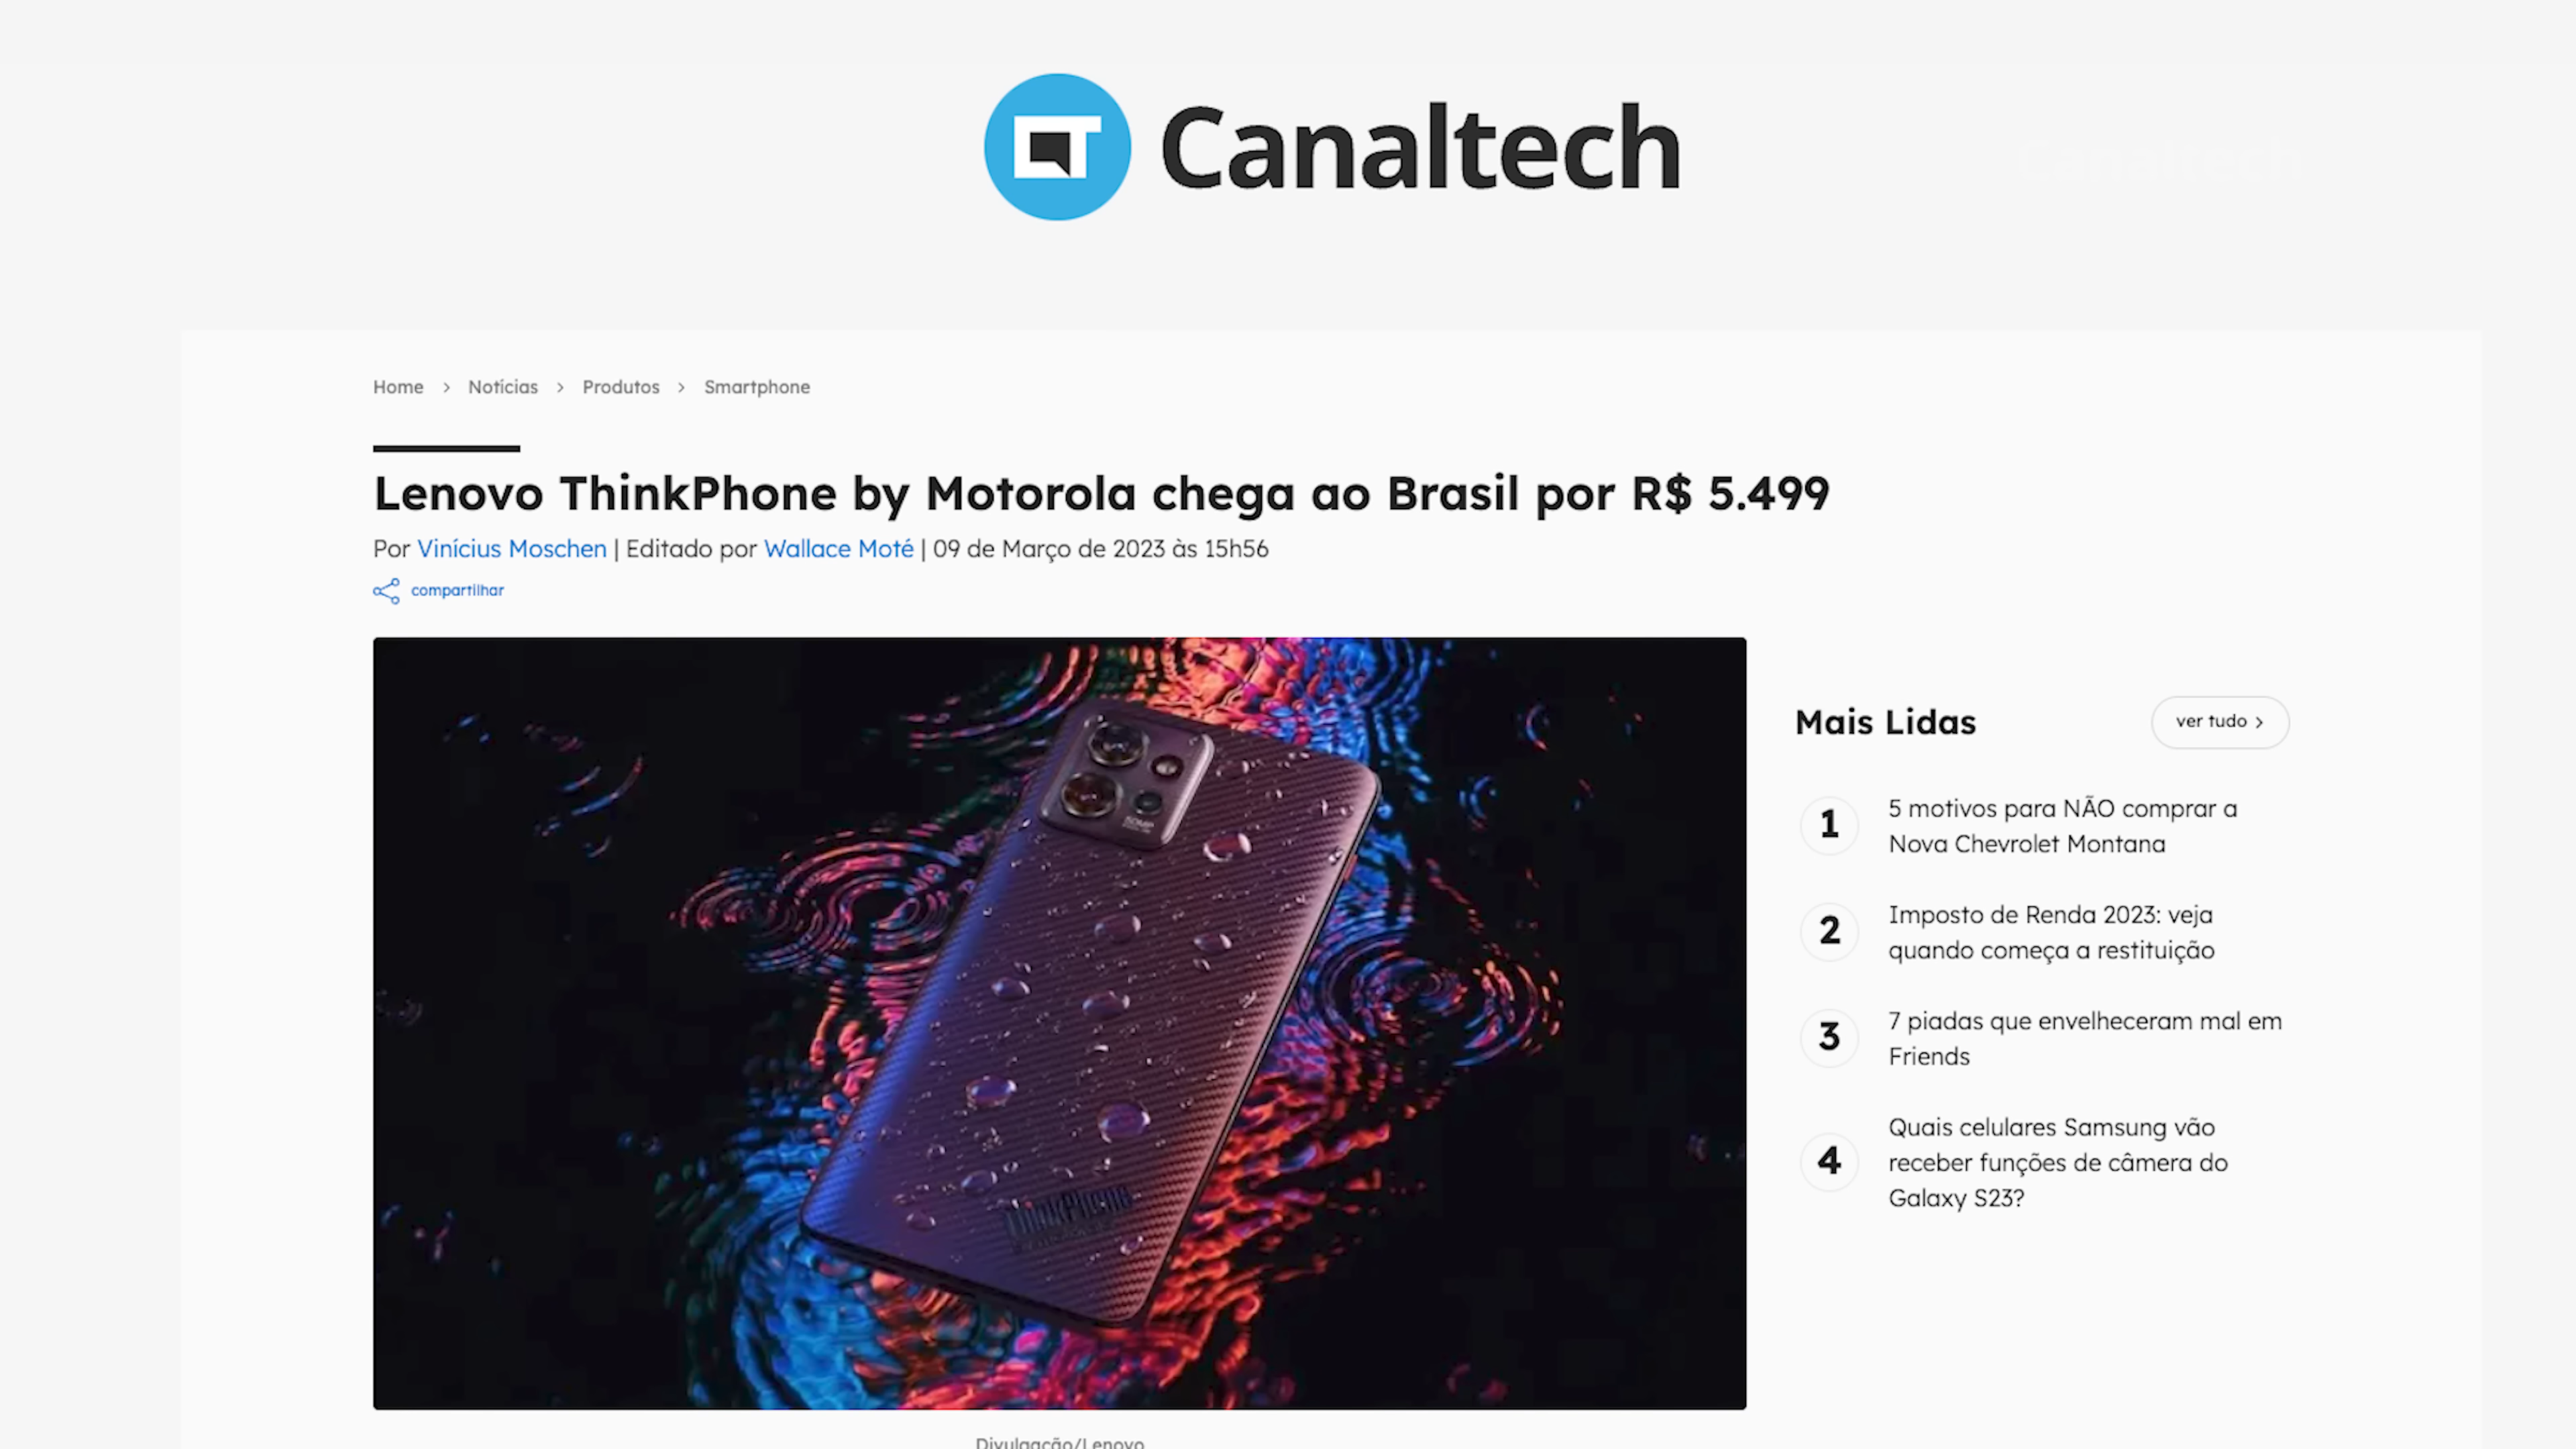 Canaltech
Home > Notícias > Produtos > Smartphone
Lenovo ThinkPhone by Motorola chega ao Brasil por R$ 5.499
Por Vinícius Moschen | Editado por Wallace Moté | 09 de Março de 2023 às 15h56
compartilhar
50MP
ThinkPhone
Divulgação/Lenovo
Mais Lidas
ver tudo >
1
5 motivos para NÃO comprar a
Nova Chevrolet Montana
2
Imposto de Renda 2023: veja
quando começa a restituição
3
7 piadas que envelheceram mal em
Friends
4
Quais celulares Samsung vão
receber funções de câmera do
Galaxy S23?